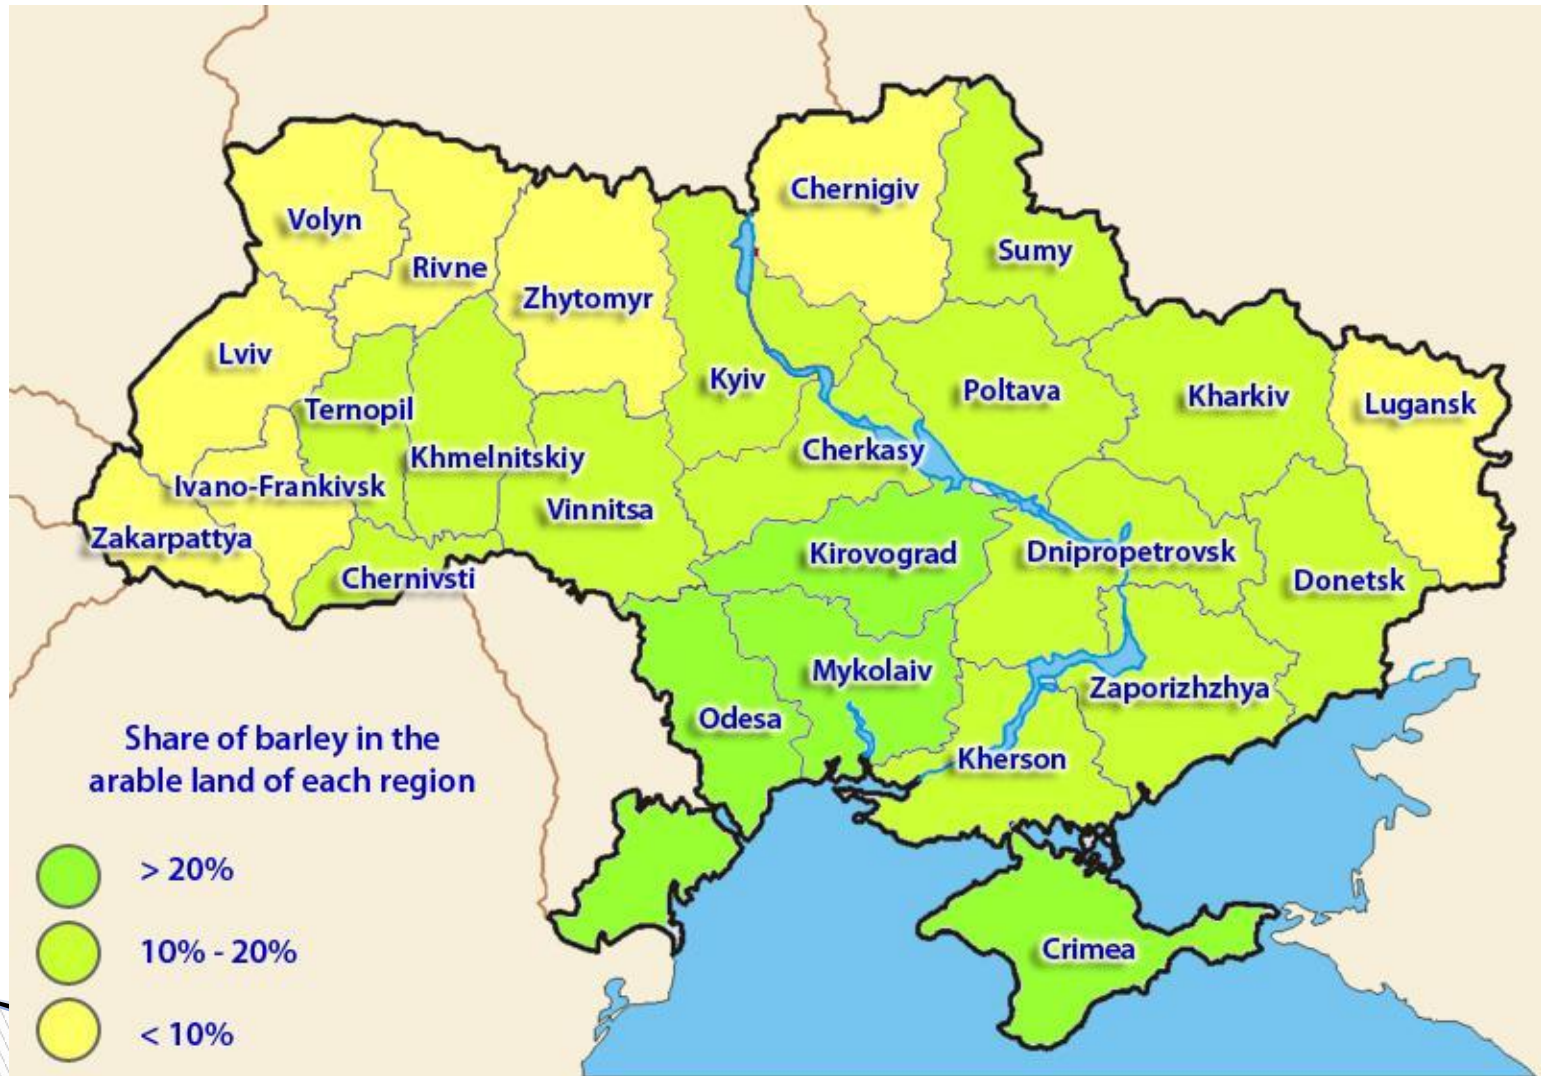 Chernigiv
Volyn
Sumy
Rivne
Zhytomyr
Lviv
Kyiv
Poltava
Kharkiv
Lugansk
Ternopil
Cherkasy
Khmelnitskiy
Ivano-Frankivsk
Vinnitsa
Zakarpattya
Kirovograd
Dnipropetrovsk
Chernivsti
Donetsk
Mykolaiv
Zaporizhzhya
Odesa
Kherson
Crimea
Share of barley in the
arable land of each region
> 20%
10% - 20%
< 10%